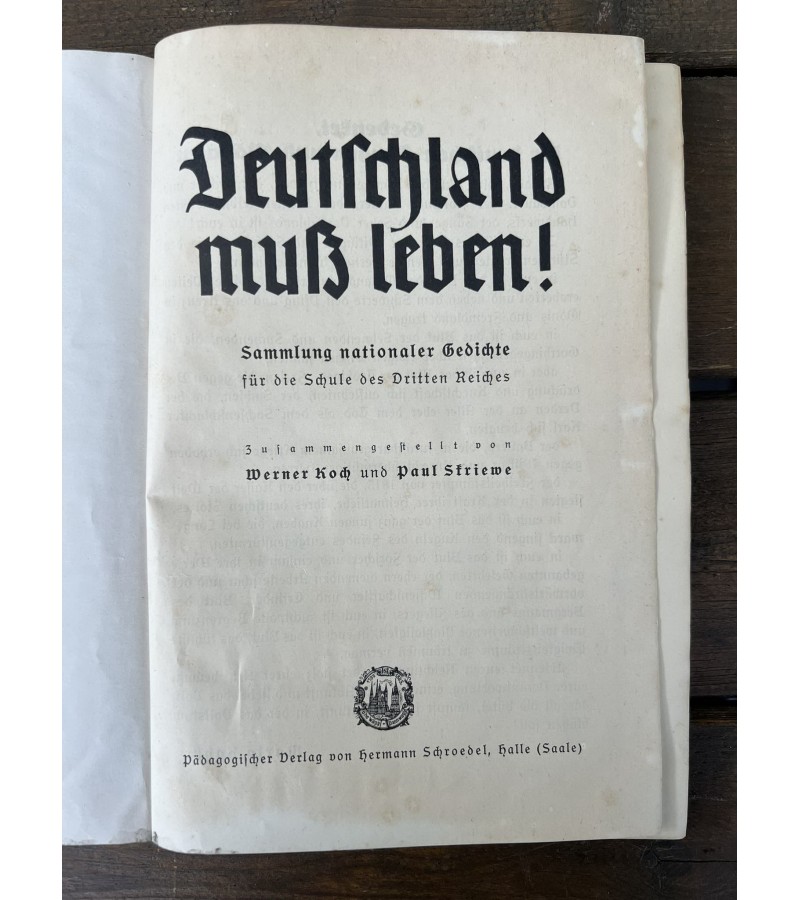 Deutschland
muß leben!
Sammlung nationaler Gedichte
für die Schule des Dritten Reiches
Zusammengestellt von
Werner Koch und Paul Skriewe
Pädagogischer Verlag von Hermann Schroedel, Halle (Saale)